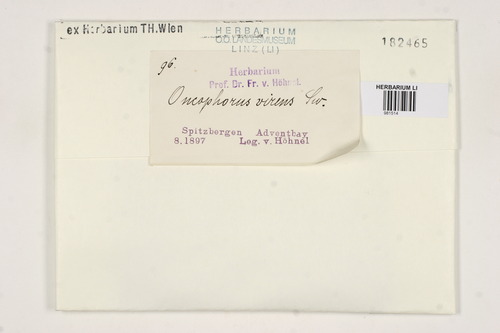 ex Herbarium TH.Wien
HERBARIUM
O.Ö. LANDESMUSEUM
LINZ (LI)
182465
96.
Herbarium
Prof. Dr. Fr. v. Höhnel.
Oncophorus virens Sw.
Spitzbergen Adventbay
8.1897 Leg. v. Höhnel
HERBARIUM LI